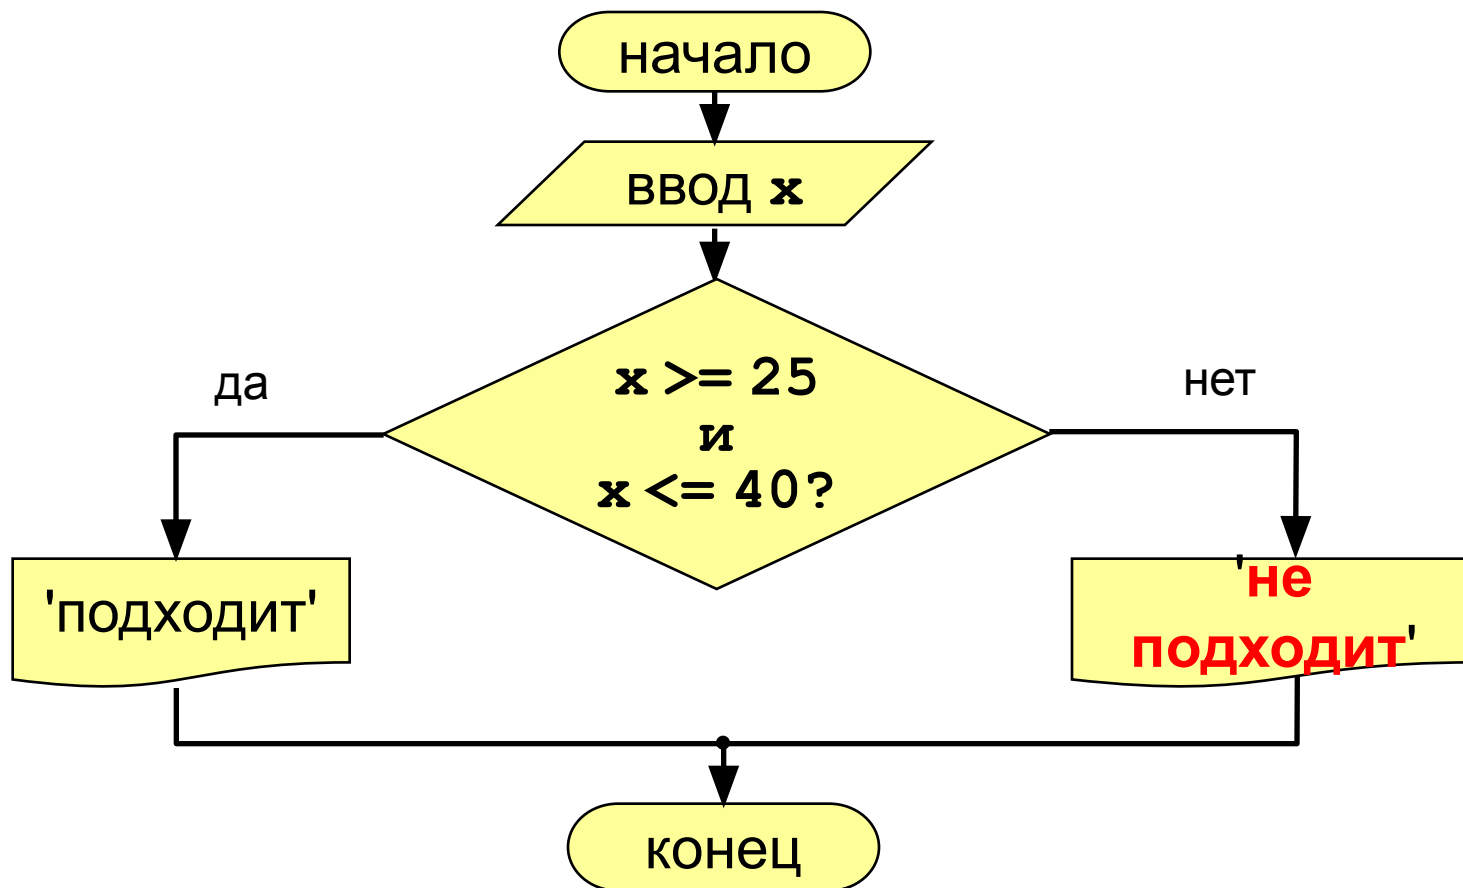 начало
ввод x
x >= 25
и
x <= 40?
да
нет
'подходит'
'не
подходит'
конец